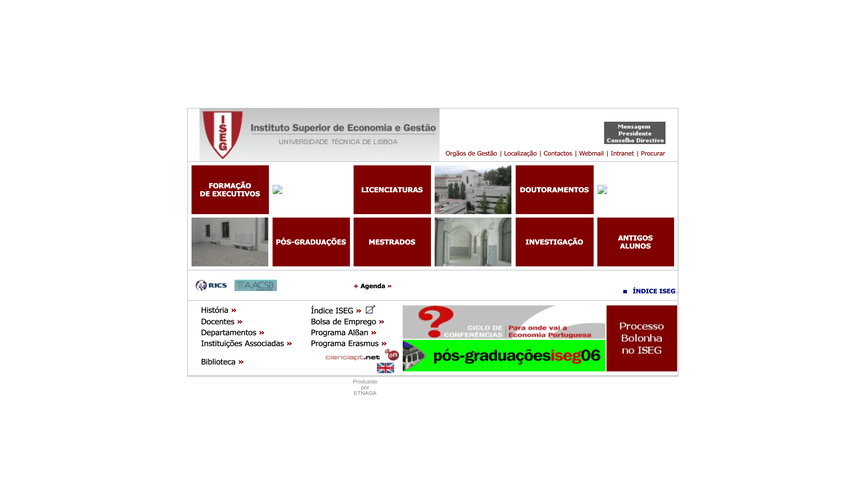 ISEG
Instituto Superior de Economia e Gestão
UNIVERSIDADE TÉCNICA DE LISBOA
Mensagem
Presidente
Conselho Directivo
Orgãos de Gestão | Localização | Contactos | Webmail | Intranet | Procurar
FORMAÇÃO
DE EXECUTIVOS
LICENCIATURAS
DOUTORAMENTOS
PÓS-GRADUAÇÕES
MESTRADOS
INVESTIGAÇÃO
ANTIGOS
ALUNOS
RICS
AACSB
+ Agenda »
ÍNDICE ISEG
História »
Docentes »
Departamentos »
Instituições Associadas »
Biblioteca »
Índice ISEG »
Bolsa de Emprego »
Programa Alßan »
Programa Erasmus »
cienciapt.net
on
?
CICLO DE
CONFERÊNCIAS
Para onde vai a
Economia Portuguesa
pós-graduaçõesiseg06
Processo
Bolonha
no ISEG
Produzido
por
ETNAGA